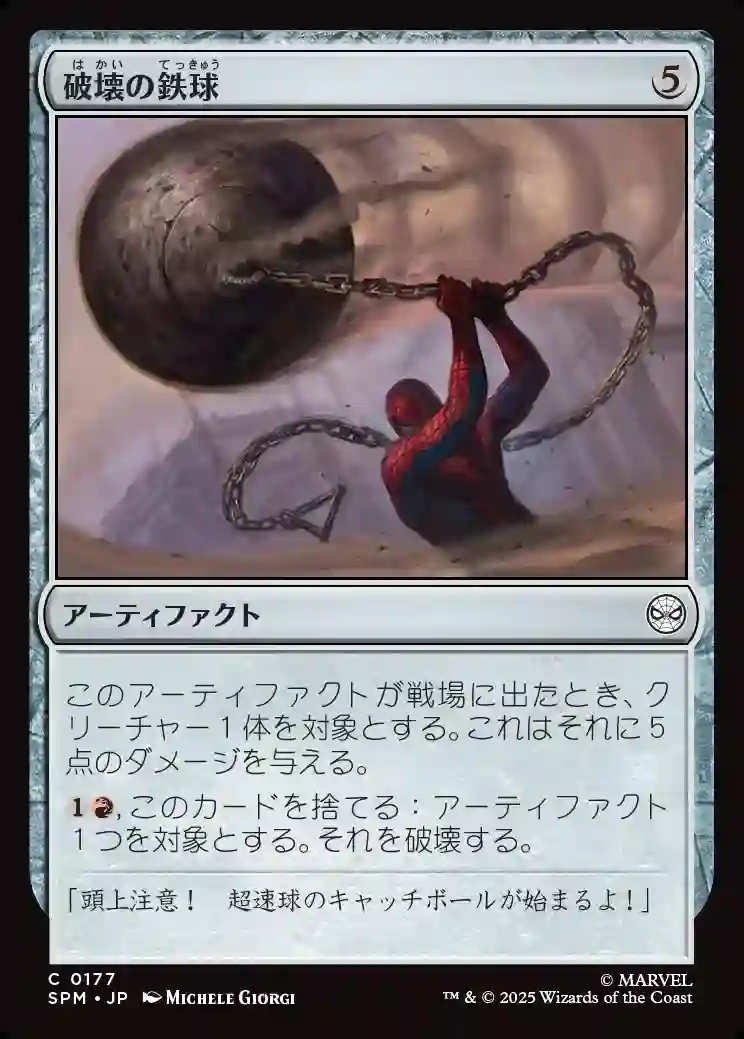 はかい てっきゅう
破壊の鉄球 5
アーティファクト
このアーティファクトが戦場に出たとき、ク
リーチャー1体を対象とする。これはそれに5
点のダメージを与える。
1, このカードを捨てる：アーティファクト
1つを対象とする。それを破壊する。
「頭上注意！　超速球のキャッチボールが始まるよ！」
C 0177
SPM • JP MICHELE GIORGI
© MARVEL
™ & © 2025 Wizards of the Coast